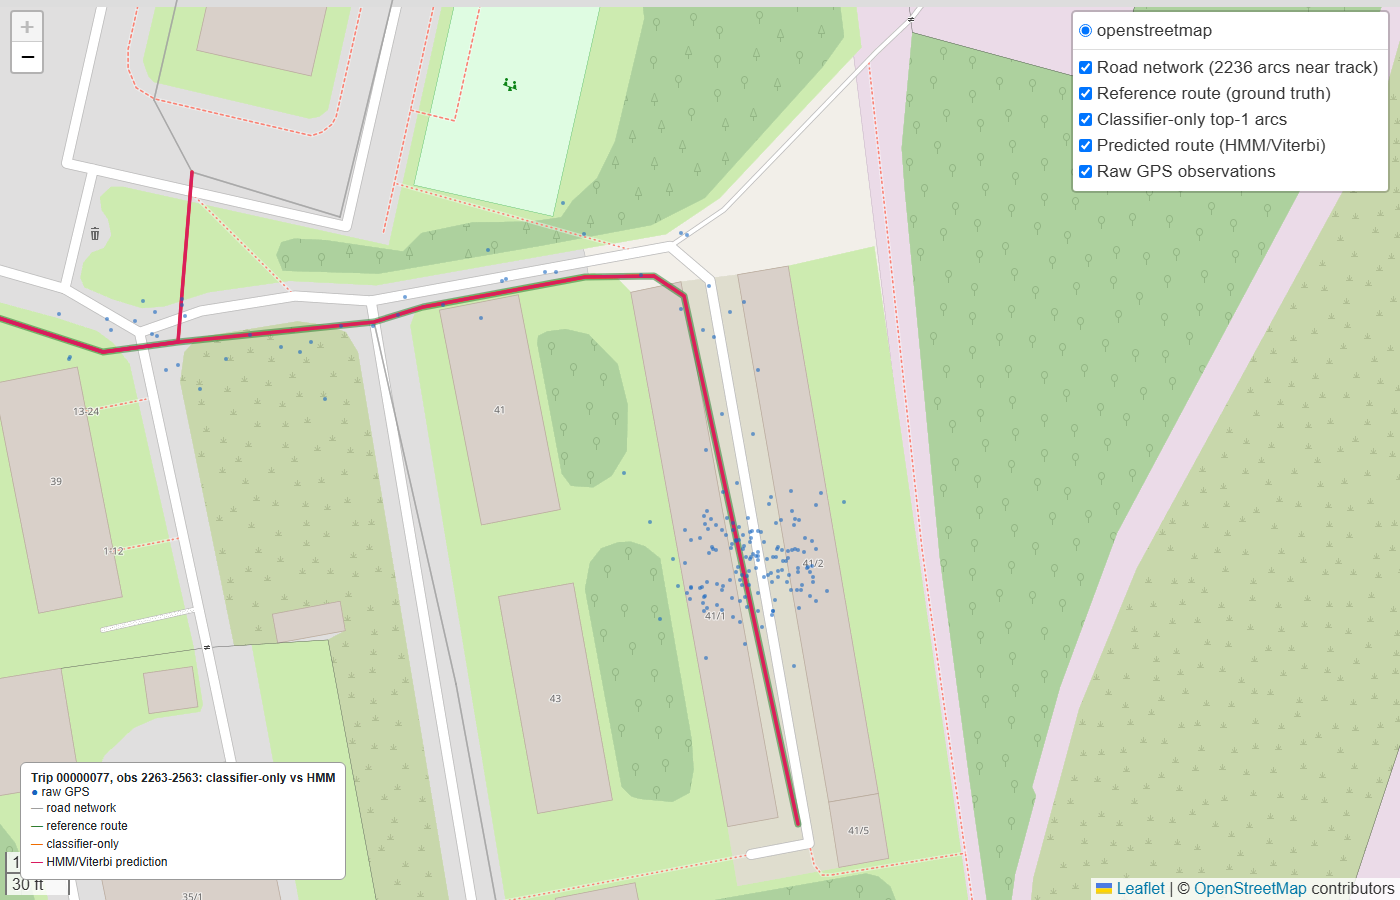 +
−
openstreetmap
Road network (2236 arcs near track)
Reference route (ground truth)
Classifier-only top-1 arcs
Predicted route (HMM/Viterbi)
Raw GPS observations
13-24
41
39
1-12
41/2
41/1
43
41/5
35/1
Trip 00000077, obs 2263-2563: classifier-only vs HMM
raw GPS
road network
reference route
classifier-only
HMM/Viterbi prediction
30 ft
Leaflet | © OpenStreetMap contributors